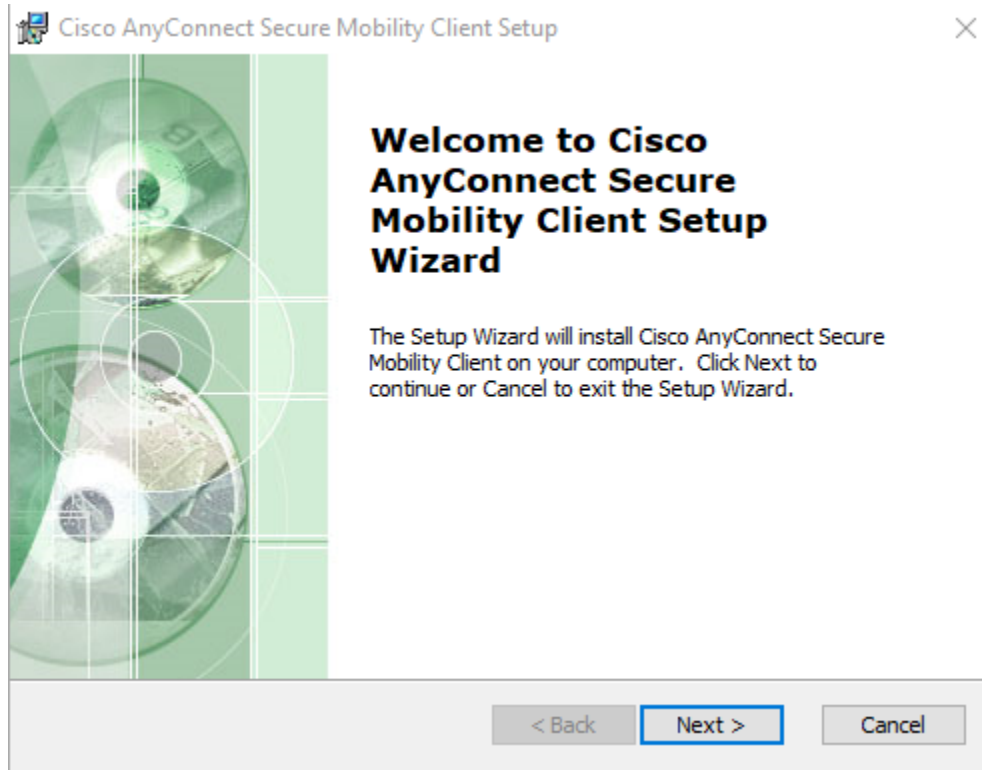 Cisco AnyConnect Secure Mobility Client Setup
Welcome to Cisco
AnyConnect Secure
Mobility Client Setup
Wizard
The Setup Wizard will install Cisco AnyConnect Secure
Mobility Client on your computer. Click Next to
continue or Cancel to exit the Setup Wizard.
< Back Next > Cancel